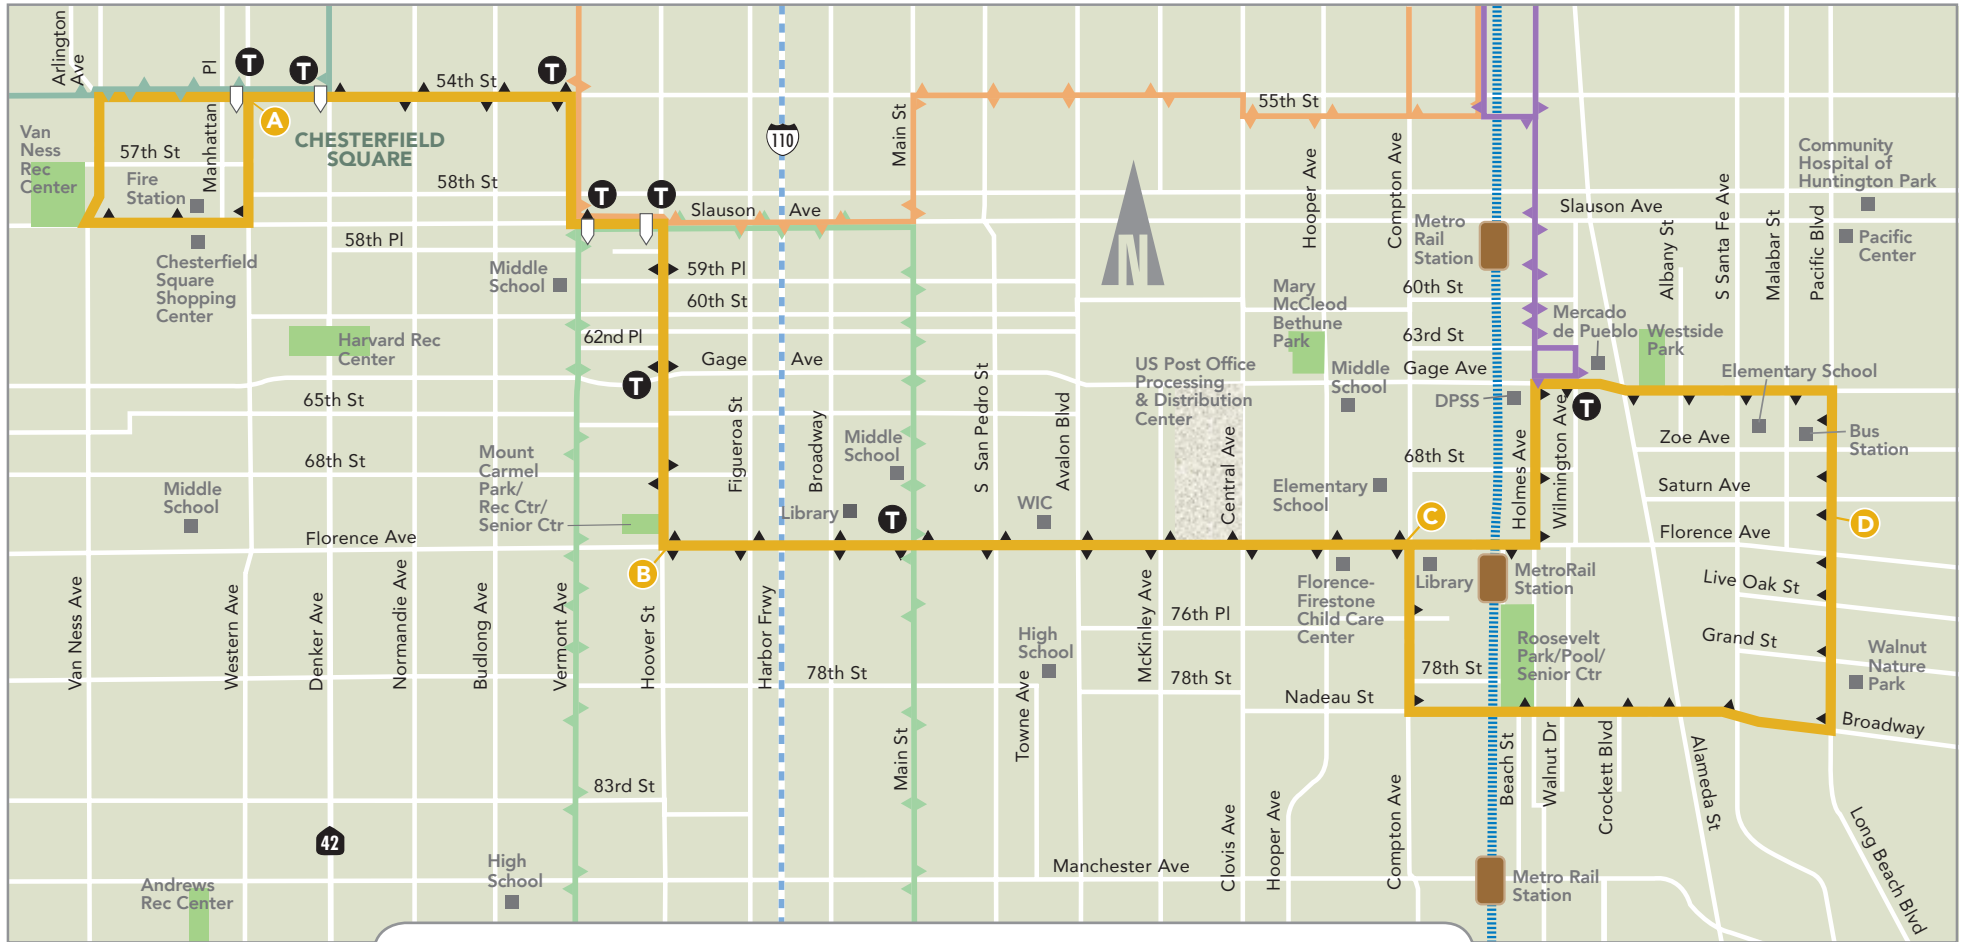 Arlington
Ave
Pl
T
T
T
54th St
A
Van
Ness
Rec
Center
57th St
Manhattan
Fire
Station
CHESTERFIELD
SQUARE
58th St
T
T
110
Main St
55th St
Hooper Ave
Compton Ave
Community
Hospital of
Huntington Park
Slauson Ave
Slauson Ave
N
Metro
Rail
Station
Albany St
S Santa Fe Ave
Malabar St
Pacific Blvd
Pacific
Center
58th Pl
Chesterfield
Square
Shopping
Center
Middle
School
59th Pl
60th St
60th St
Mary
McCleod
Bethune
Park
Harvard Rec
Center
62nd Pl
63rd St
Mercado
de Pueblo
Westside
Park
Gage Ave
T
US Post Office
Processing
& Distribution
Center
Middle
School
Gage Ave
Elementary School
DPSS
T
65th St
Figueroa St
Broadway
Middle
School
S San Pedro St
Avalon Blvd
Central Ave
Holmes Ave
Wilmington Ave
Zoe Ave
Bus
Station
68th St
68th St
Mount
Carmel
Park/
Rec Ctr/
Senior Ctr
Middle
School
Library
T
WIC
Elementary
School
C
Saturn Ave
D
Florence Ave
Florence Ave
B
Van Ness Ave
Western Ave
Denker Ave
Normandie Ave
Budlong Ave
Vermont Ave
Hoover St
Harbor Frwy
McKinley Ave
Florence-
Firestone
Child Care
Center
Library
MetroRail
Station
Live Oak St
76th Pl
High
School
Roosevelt
Park/Pool/
Senior Ctr
Grand St
Walnut
Nature
Park
78th St
78th St
78th St
Nadeau St
Towne Ave
Main St
Broadway
Beach St
Walnut Dr
Crockett Blvd
Alameda St
83rd St
42
Clovis Ave
Hooper Ave
Compton Ave
Long Beach Blvd
Manchester Ave
High
School
Andrews
Rec Center
Metro Rail
Station